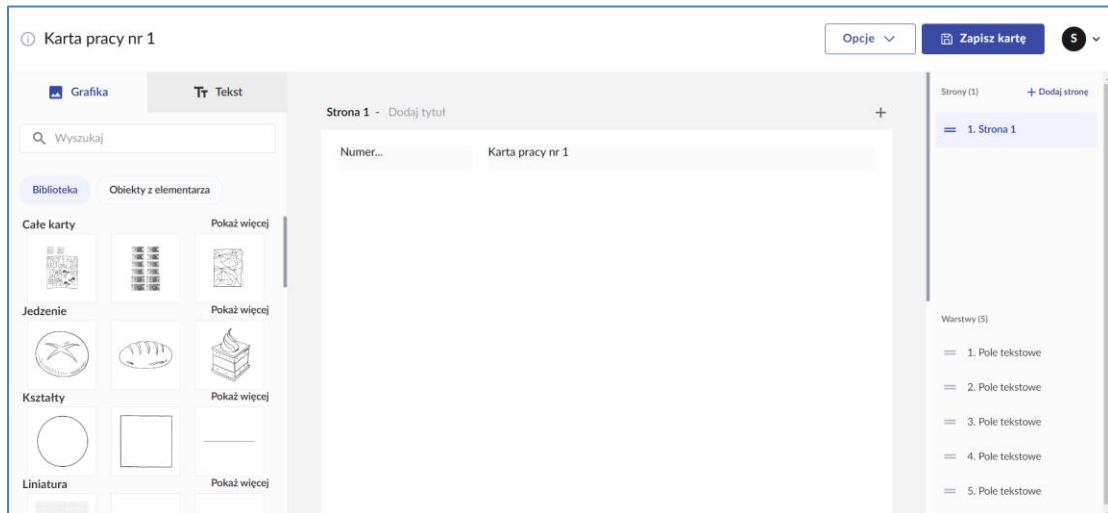 Karta pracy nr 1
Opcje
Zapisz kartę
S
Grafika
Tekst
Wyszukaj
Biblioteka
Obiekty z elementarza
Całe karty
Pokaż więcej
Jedzenie
Pokaż więcej
Kształty
Pokaż więcej
Liniatura
Pokaż więcej
Strona 1 - Dodaj tytuł
Numer...
Karta pracy nr 1
Strony (1)
+ Dodaj stronę
1. Strona 1
Warstwy (5)
1. Pole tekstowe
2. Pole tekstowe
3. Pole tekstowe
4. Pole tekstowe
5. Pole tekstowe